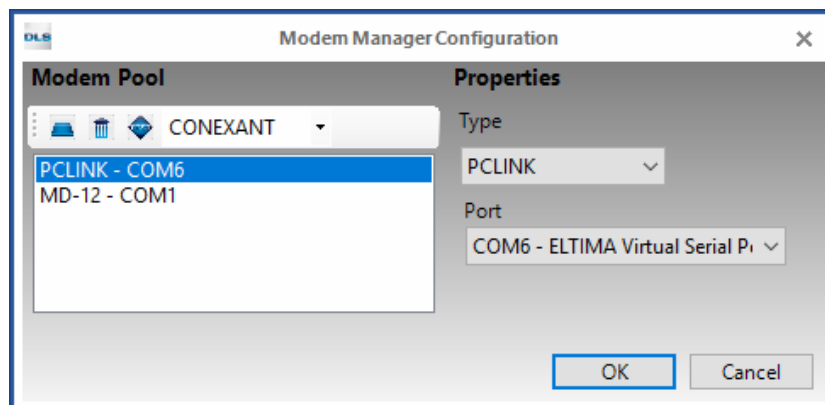 DLS
Modem Manager Configuration
Modem Pool
CONEXANT
PCLINK - COM6
MD-12 - COM1
Properties
Type
PCLINK
Port
COM6 - ELTIMA Virtual Serial
OK
Cancel